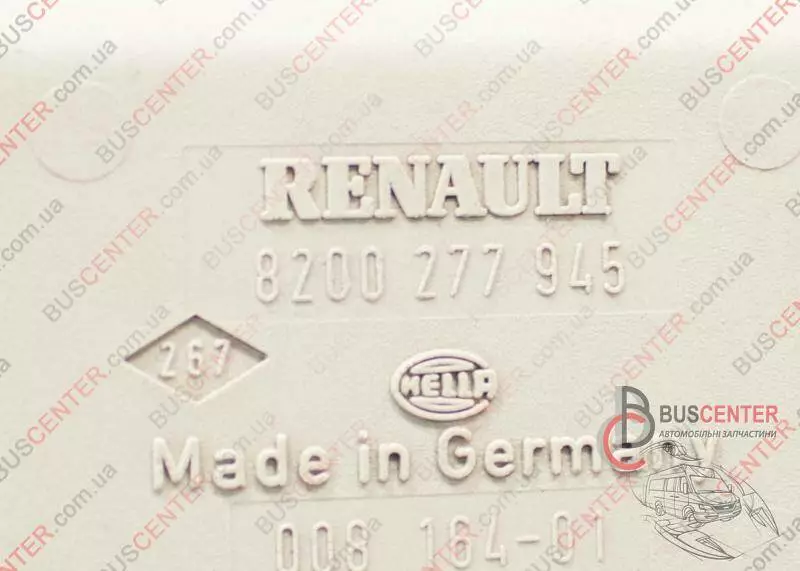 RENAULT
8200 277 945
267
HELLA
Made in Germany
008 164-01
BUSCENTER
АВТОМОБІЛЬНІ ЗАПЧАСТИНИ
BUSCENTER.com.ua